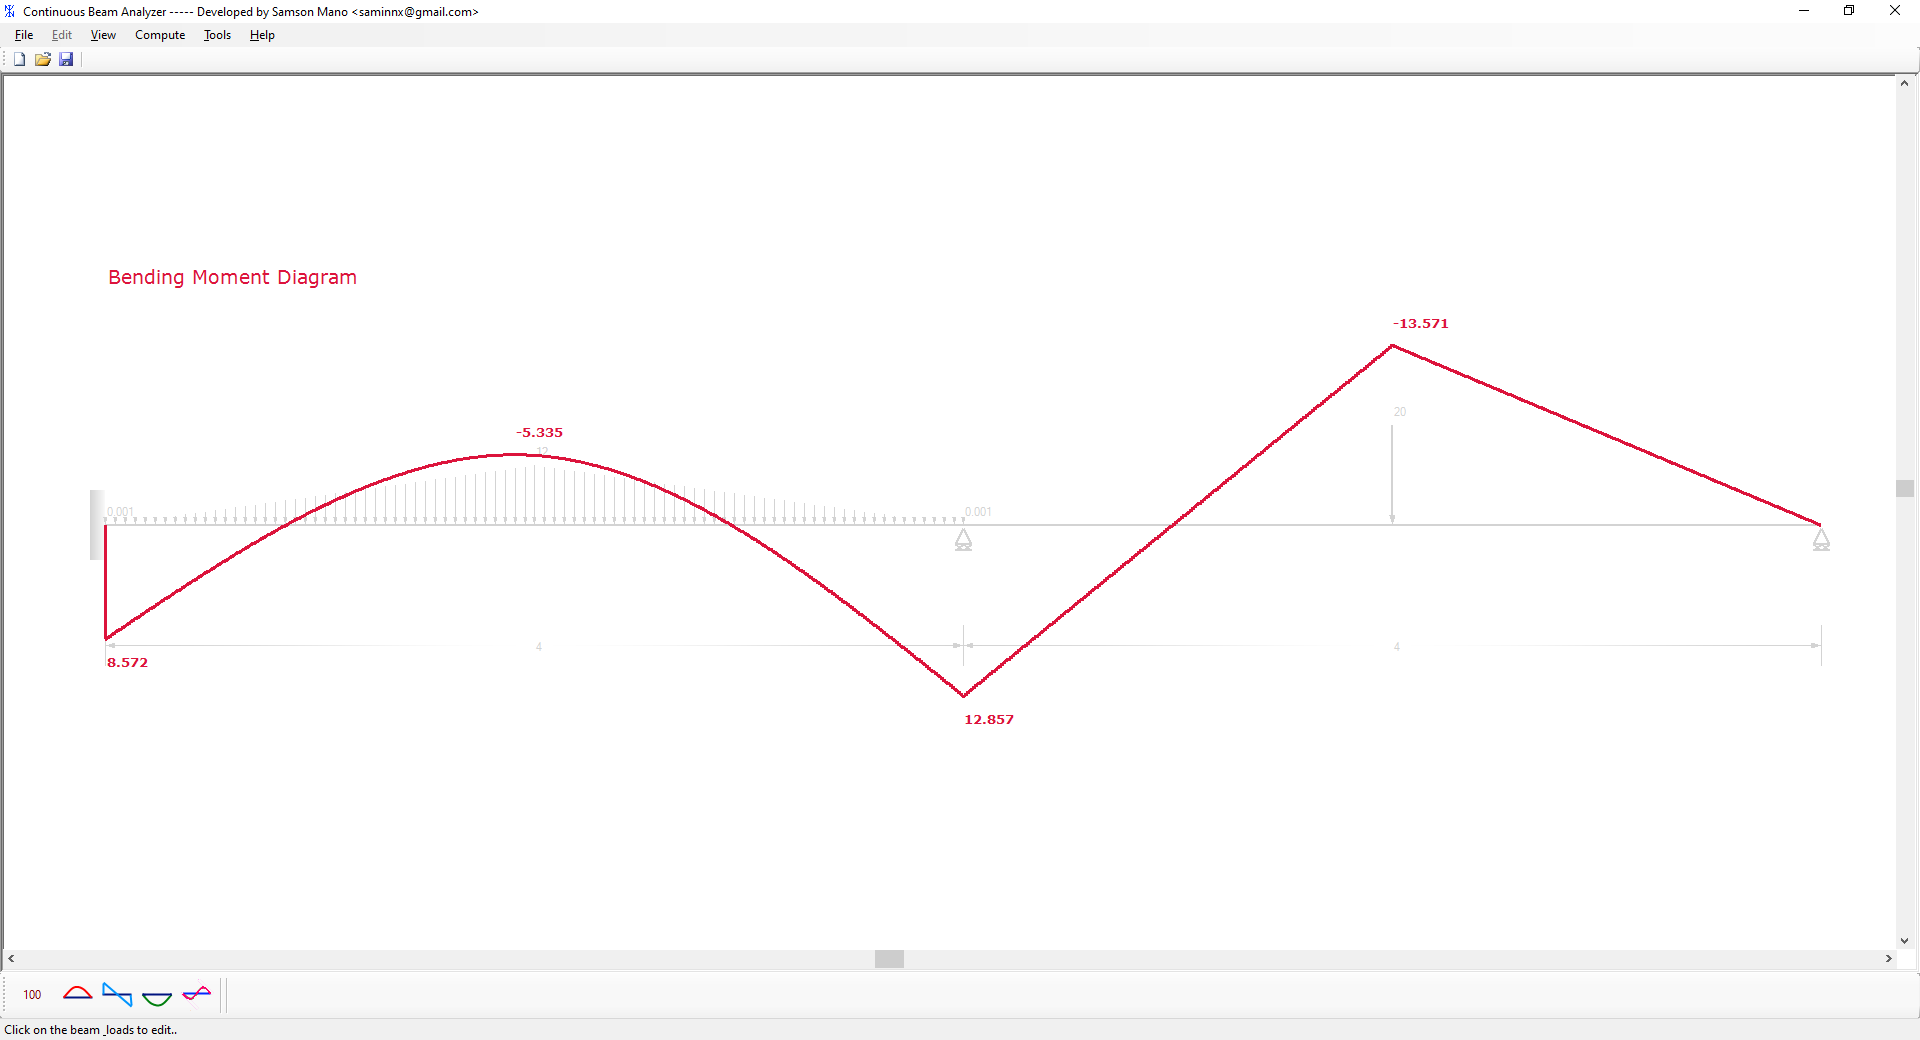 Continuous Beam Analyzer ----- Developed by Samson Mano <saminnx@gmail.com>
File Edit View Compute Tools Help
Bending Moment Diagram
-13.571
20
-5.335
12
0.001
0.001
4
4
8.572
12.857
100
Click on the beam _loads to edit..